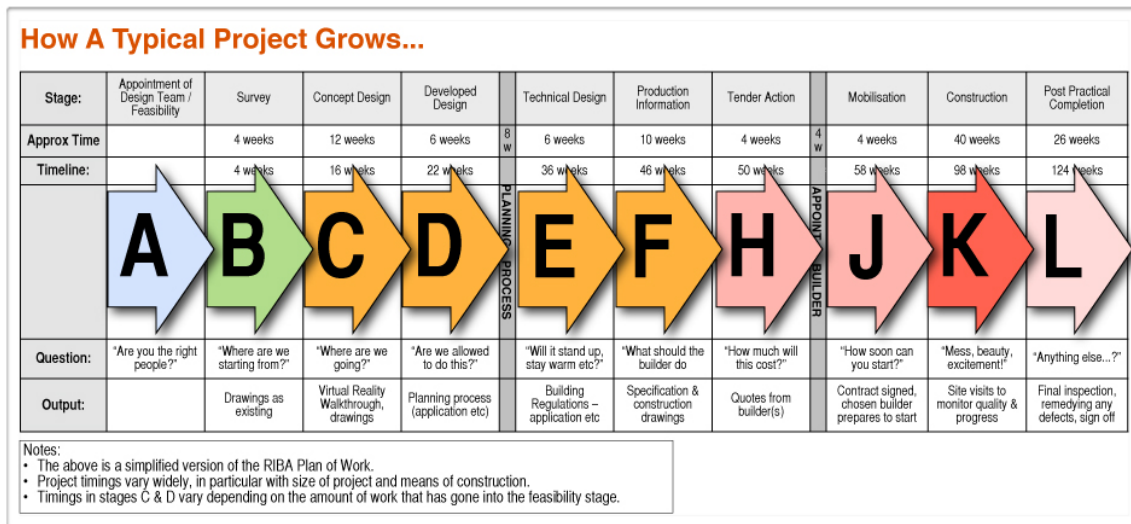 How A Typical Project Grows...
Stage:
Appointment of
Design Team /
Feasibility
Survey
Concept Design
Developed
Design
Technical Design
Production
Information
Tender Action
Mobilisation
Construction
Post Practical
Completion
Approx Time
4 weeks
12 weeks
6 weeks
8
w
6 weeks
10 weeks
4 weeks
4
w
4 weeks
40 weeks
26 weeks
Timeline:
4 weeks
16 weeks
22 weeks
36 weeks
46 weeks
50 weeks
58 weeks
98 weeks
124 weeks
A
B
C
D
PLANNING PROCESS
E
F
H
APPOINT BUILDER
J
K
L
Question:
"Are you the right
people?"
"Where are we
starting from?"
"Where are we
going?"
"Are we allowed
to do this?"
"Will it stand up,
stay warm etc?"
"What should the
builder do
"How much will
this cost?"
"How soon can
you start?"
"Mess, beauty,
excitement!"
"Anything else...?"
Output:
Drawings as
existing
Virtual Reality
Walkthrough,
drawings
Planning process
(application etc)
Building
Regulations –
application etc
Specification &
construction
drawings
Quotes from
builder(s)
Contract signed,
chosen builder
prepares to start
Site visits to
monitor quality &
progress
Final inspection,
remedying any
defects, sign off
Notes:
• The above is a simplified version of the RIBA Plan of Work.
• Project timings vary widely, in particular with size of project and means of construction.
• Timings in stages C & D vary depending on the amount of work that has gone into the feasibility stage.